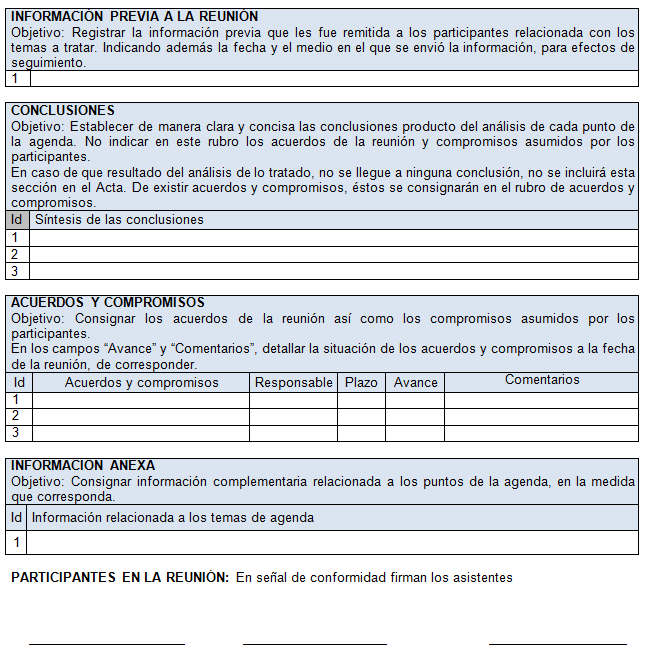 INFORMACIÓN PREVIA A LA REUNIÓN
Objetivo: Registrar la información previa que les fue remitida a los participantes relacionada con los
temas a tratar. Indicando además la fecha y el medio en el que se envió la información, para efectos de
seguimiento.
1
CONCLUSIONES
Objetivo: Establecer de manera clara y concisa las conclusiones producto del análisis de cada punto de
la agenda. No indicar en este rubro los acuerdos de la reunión y compromisos asumidos por los
participantes.
En caso de que resultado del análisis de lo tratado, no se llegue a ninguna conclusión, no se incluirá esta
sección en el Acta. De existir acuerdos y compromisos, éstos se consignarán en el rubro de acuerdos y
compromisos.
Id Síntesis de las conclusiones
1
2
3
ACUERDOS Y COMPROMISOS
Objetivo: Consignar los acuerdos de la reunión así como los compromisos asumidos por los
participantes.
En los campos “Avance” y “Comentarios”, detallar la situación de los acuerdos y compromisos a la fecha
de la reunión, de corresponder.
Id Acuerdos y compromisos Responsable Plazo Avance Comentarios
1
2
3
INFORMACION ANEXA
Objetivo: Consignar información complementaria relacionada a los puntos de la agenda, en la medida
que corresponda.
Id Información relacionada a los temas de agenda
1
PARTICIPANTES EN LA REUNIÓN: En señal de conformidad firman los asistentes